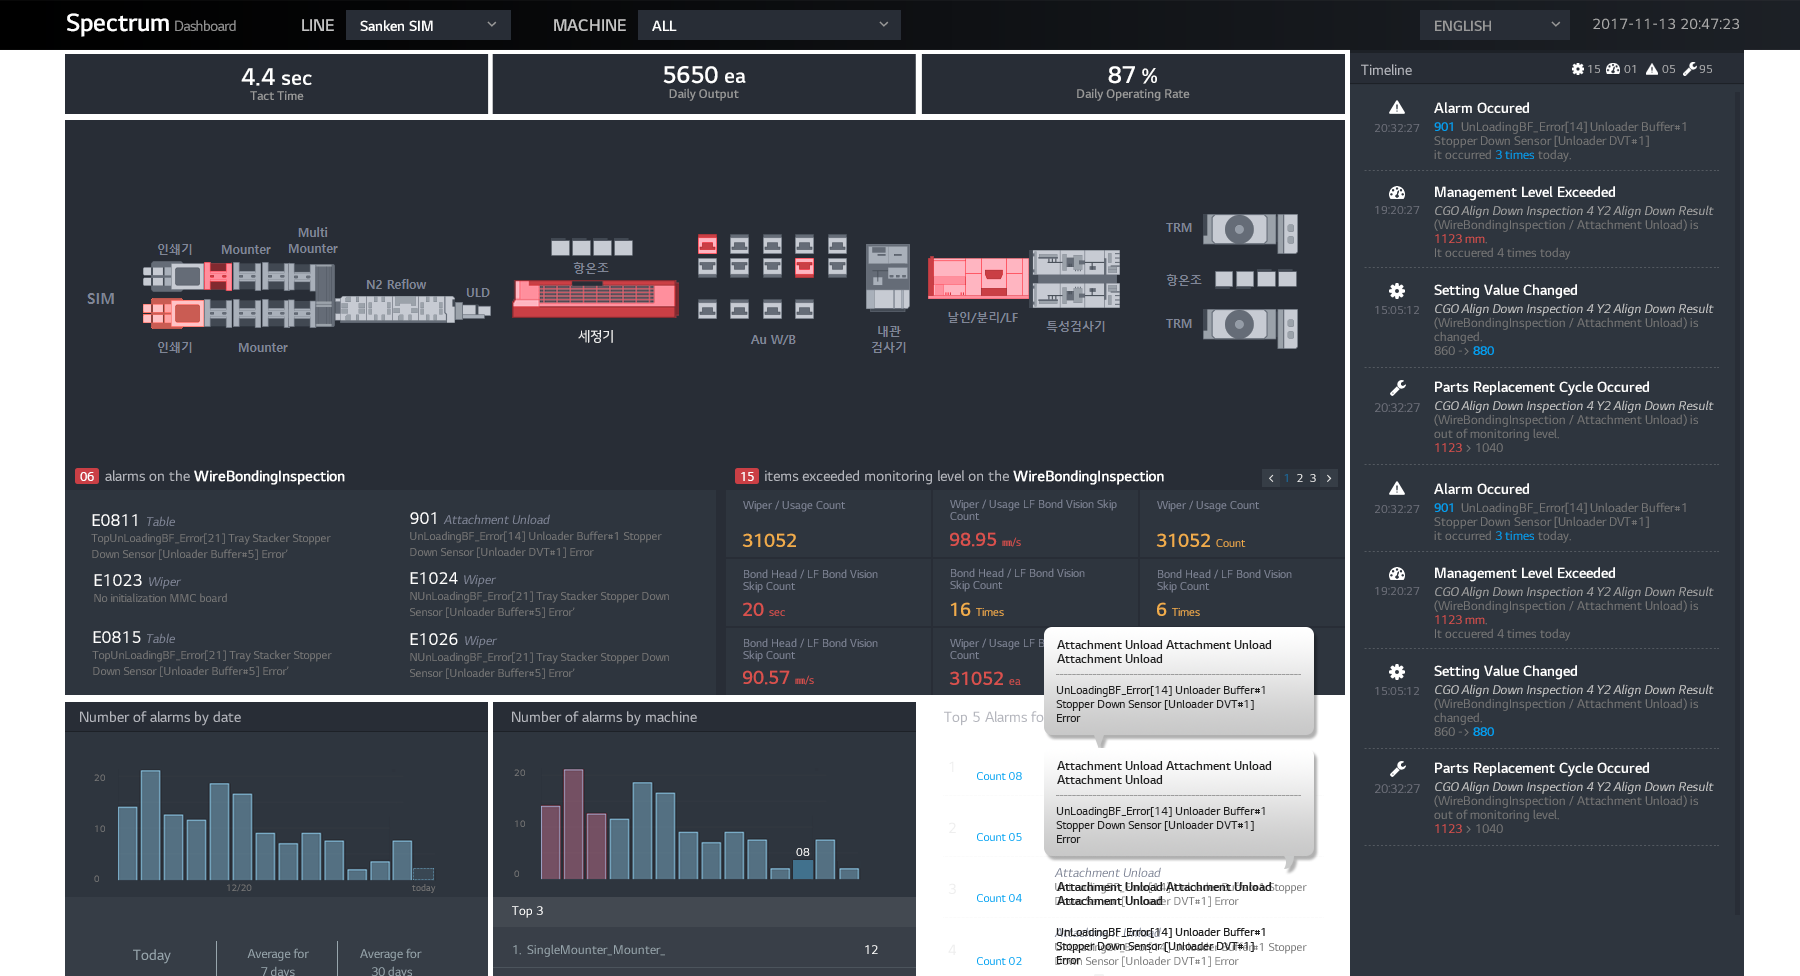 Spectrum Dashboard
LINE
Sanken SIM
MACHINE
ALL
ENGLISH
2017-11-13 20:47:23
4.4 sec
Tact Time
5650 ea
Daily Output
87 %
Daily Operating Rate
SIM
인쇄기
Mounter
Multi
Mounter
N2 Reflow
ULD
인쇄기
Mounter
항온조
세정기
Au W/B
내관
검사기
날인/분리/LF
특성검사기
TRM
항온조
TRM
06 alarms on the WireBondingInspection
E0811 Table
TopUnLoadingBF_Error[21] Tray Stacker Stopper
Down Sensor [Unloader Buffer#5] Error'
901 Attachment Unload
UnLoadingBF_Error[14] Unloader Buffer#1 Stopper
Down Sensor [Unloader DVT#1] Error
E1023 Wiper
No initialization MMC board
E1024 Wiper
NUnLoadingBF_Error[21] Tray Stacker Stopper Down
Sensor [Unloader Buffer#5] Error'
E0815 Table
TopUnLoadingBF_Error[21] Tray Stacker Stopper
Down Sensor [Unloader Buffer#5] Error'
E1026 Wiper
NUnLoadingBF_Error[21] Tray Stacker Stopper Down
Sensor [Unloader Buffer#5] Error'
15 items exceeded monitoring level on the WireBondingInspection
< 1 2 3 >
Wiper / Usage Count
31052
Wiper / Usage LF Bond Vision Skip
Count
98.95 ㎜/s
Wiper / Usage Count
31052 Count
Bond Head / LF Bond Vision
Skip Count
20 sec
Bond Head / LF Bond Vision
Skip Count
16 Times
Bond Head / LF Bond Vision
Skip Count
6 Times
Bond Head / LF Bond Vision
Skip Count
90.57 ㎜/s
Wiper / Usage LF B
Count
31052 ea
Attachment Unload Attachment Unload
Attachment Unload
UnLoadingBF_Error[14] Unloader Buffer#1
Stopper Down Sensor [Unloader DVT#1]
Error
Number of alarms by date
20
10
0
12/20
today
Today
Average for
7 days
Average for
30 days
Number of alarms by machine
20
10
0
08
Top 3
1. SingleMounter_Mounter_
12
Top 5 Alarms fo
1
Count 08
Attachment Unload Attachment Unload
Attachment Unload
UnLoadingBF_Error[14] Unloader Buffer#1
Stopper Down Sensor [Unloader DVT#1]
Error
2
Count 05
3
Count 04
Attachment Unload
Attachment Unload Attachment Unload
Attachment Unload
4
Count 02
UnLoadingBF_Error[14] Unloader Buffer#1
Stopper Down Sensor [Unloader DVT#1]
Error
Timeline
15 01 05 95
Alarm Occured
20:32:27
901 UnLoadingBF_Error[14] Unloader Buffer#1
Stopper Down Sensor [Unloader DVT#1]
it occurred 3 times today.
Management Level Exceeded
19:20:27
CGO Align Down Inspection 4 Y2 Align Down Result
(WireBondingInspection / Attachment Unload) is
1123 mm.
It occuered 4 times today
Setting Value Changed
15:05:12
CGO Align Down Inspection 4 Y2 Align Down Result
(WireBondingInspection / Attachment Unload) is
changed.
860 -> 880
Parts Replacement Cycle Occured
20:32:27
CGO Align Down Inspection 4 Y2 Align Down Result
(WireBondingInspection / Attachment Unload) is
out of monitoring level.
1123 > 1040
Alarm Occured
20:32:27
901 UnLoadingBF_Error[14] Unloader Buffer#1
Stopper Down Sensor [Unloader DVT#1]
it occurred 3 times today.
Management Level Exceeded
19:20:27
CGO Align Down Inspection 4 Y2 Align Down Result
(WireBondingInspection / Attachment Unload) is
1123 mm.
It occuered 4 times today
Setting Value Changed
15:05:12
CGO Align Down Inspection 4 Y2 Align Down Result
(WireBondingInspection / Attachment Unload) is
changed.
860 -> 880
Parts Replacement Cycle Occured
20:32:27
CGO Align Down Inspection 4 Y2 Align Down Result
(WireBondingInspection / Attachment Unload) is
out of monitoring level.
1123 > 1040